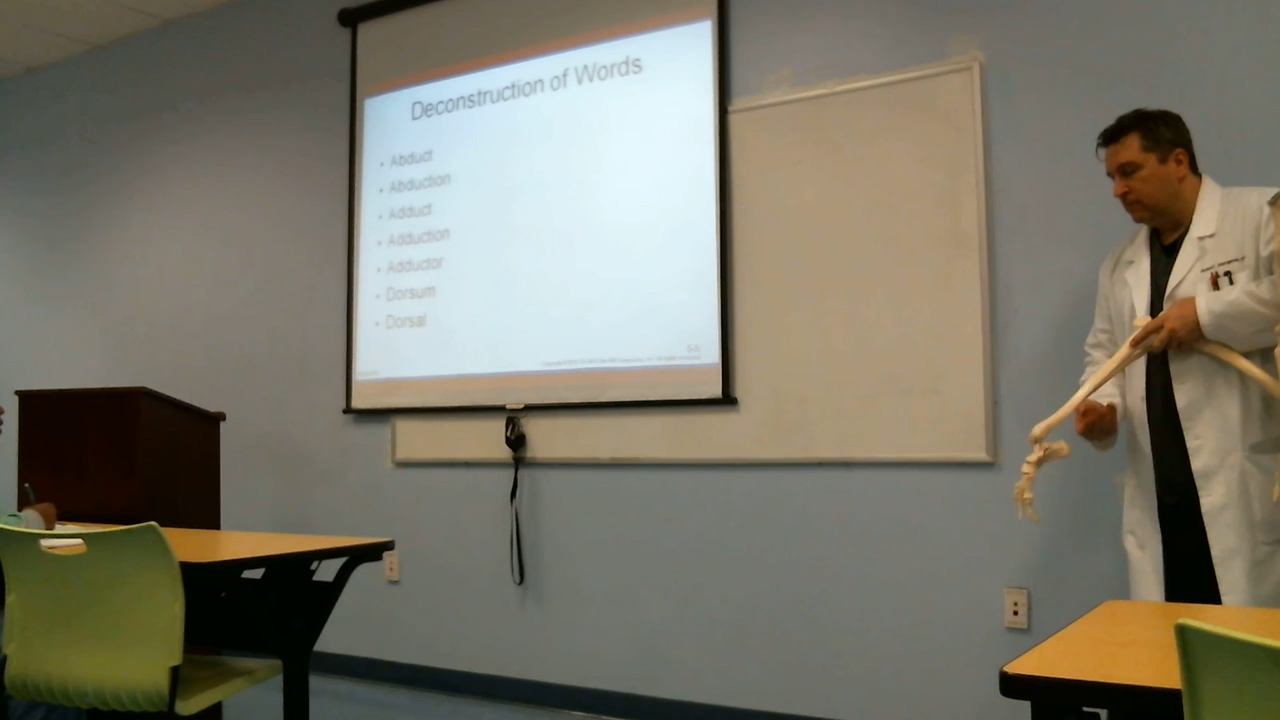 Deconstruction of Words
• Abduct
• Abduction
• Adduct
• Adduction
• Adductor
• Dorsum
• Dorsal